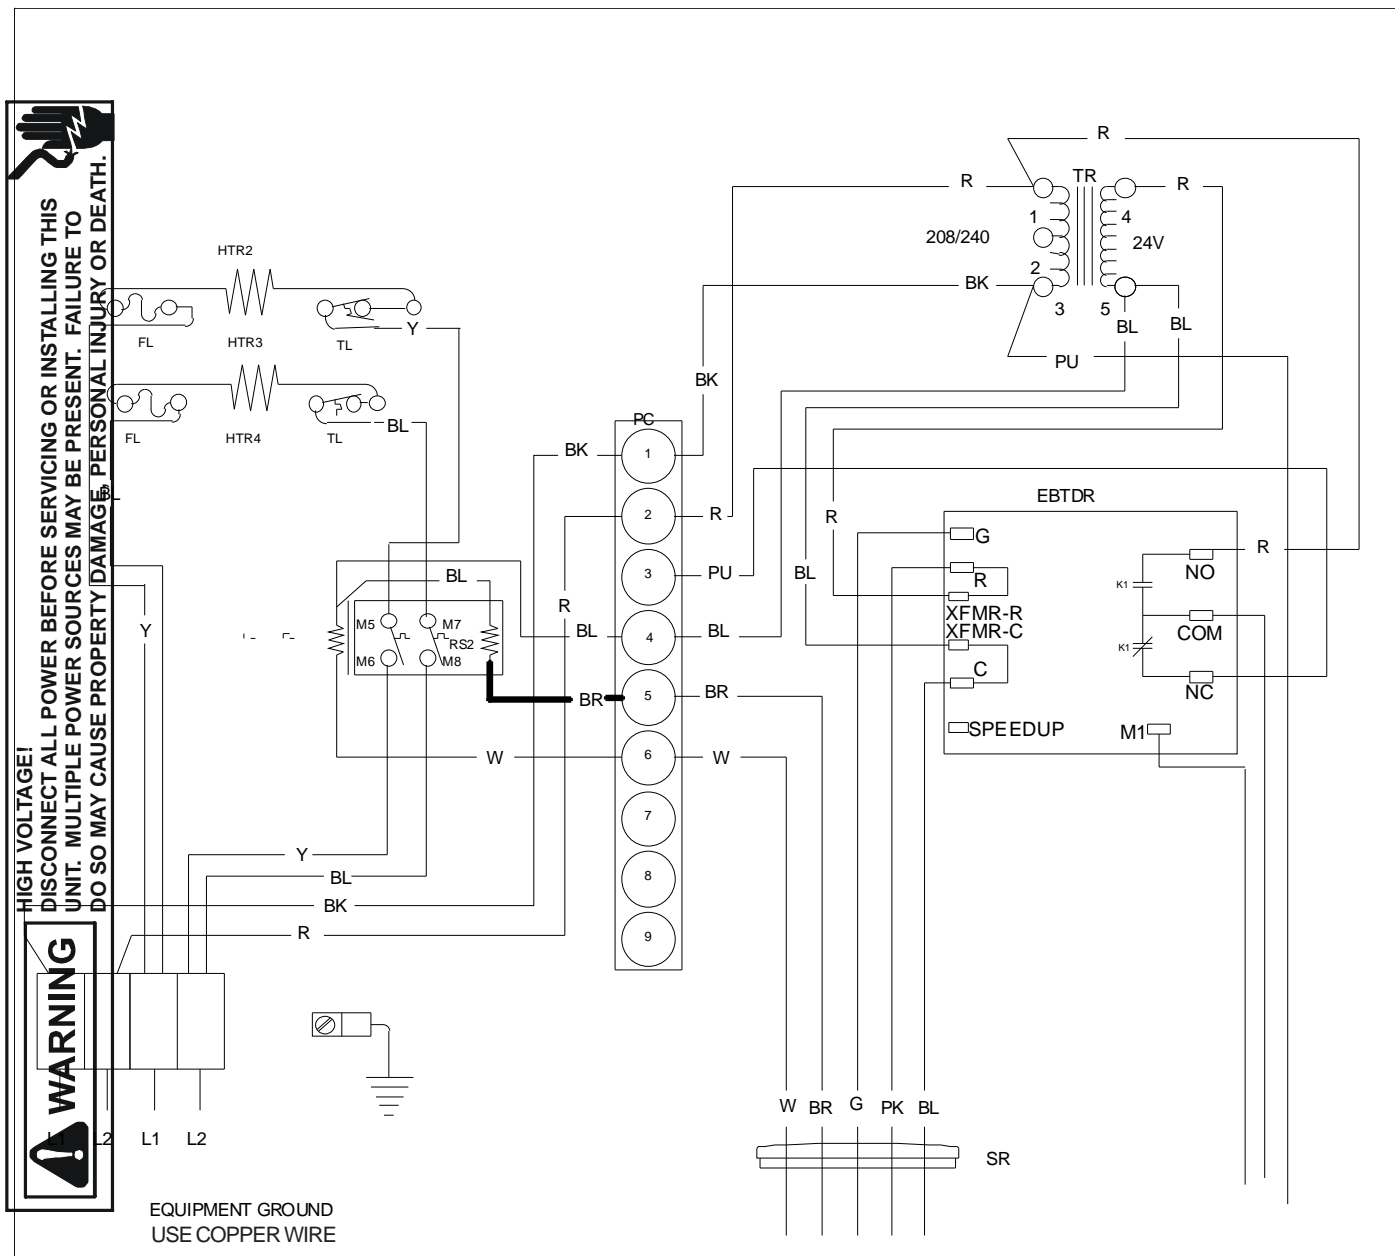 HIGH VOLTAGE!
DISCONNECT ALL POWER BEFORE SERVICING OR INSTALLING THIS
UNIT. MULTIPLE POWER SOURCES MAY BE PRESENT. FAILURE TO
DO SO MAY CAUSE PROPERTY DAMAGE, PERSONAL INJURY OR DEATH.
WARNING
R
R
TR
R
1
4
208/240
24V
2
BK
3
5
BL
BL
PU
HTR2
Y
FL
HTR3
TL
BK
BL
FL
HTR4
TL
PC
BK
1
BL
EBTDR
2
R
R
G
R
NO
K1
BL
3
PU
BL
R
R
XFMR-R
XFMR-C
COM
K1
Y
M5
M7
RS2
M6
M8
BL
4
BL
C
NC
BR
5
BR
SPEEDUP
M1
W
6
W
7
Y
BL
8
BK
R
9
W
BR
G
PK
BL
L1
L2
L1
L2
SR
EQUIPMENT GROUND
USE COPPER WIRE